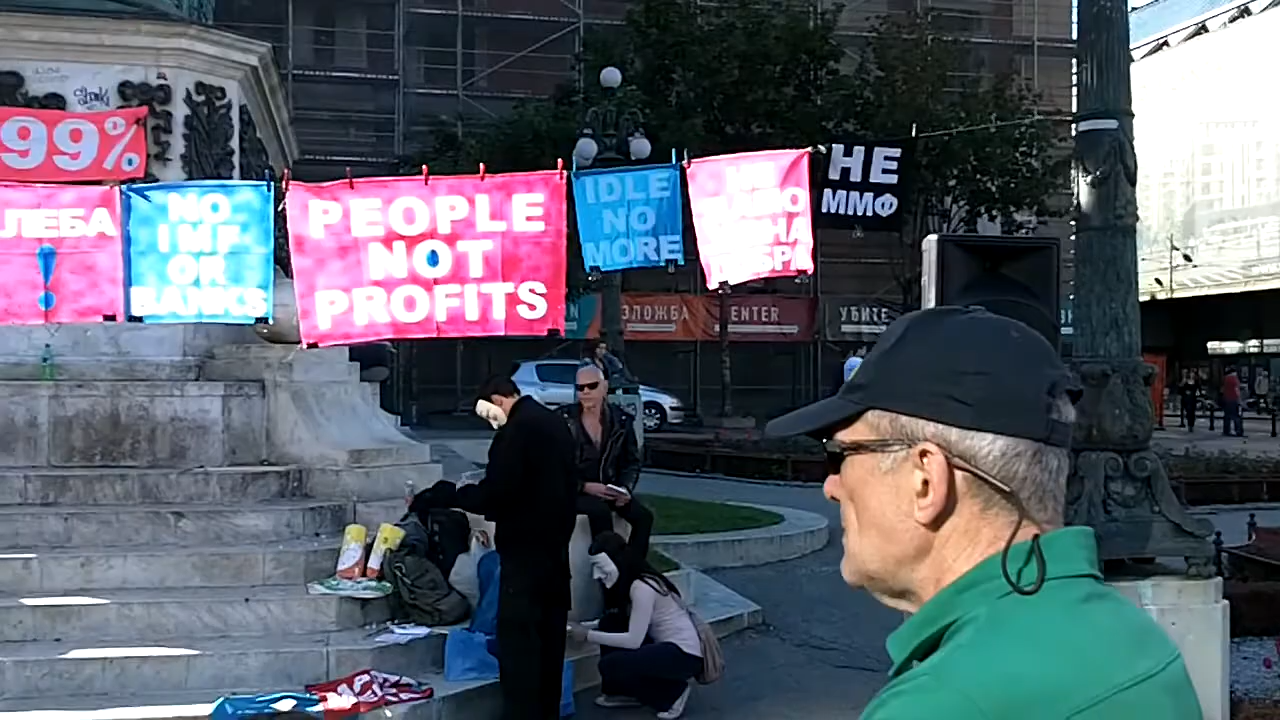 99%
ЛЕБА
!
NO
IMF
OR
BANKS
PEOPLE
NOT
PROFITS
IDLE
NO
MORE
НЕ
ММФ
ЗЛОЖБА
ENTER
УБИТЕ